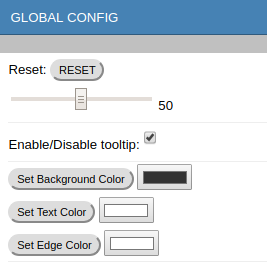 GLOBAL CONFIG
Reset: RESET
50
Enable/Disable tooltip:
Set Background Color
Set Text Color
Set Edge Color